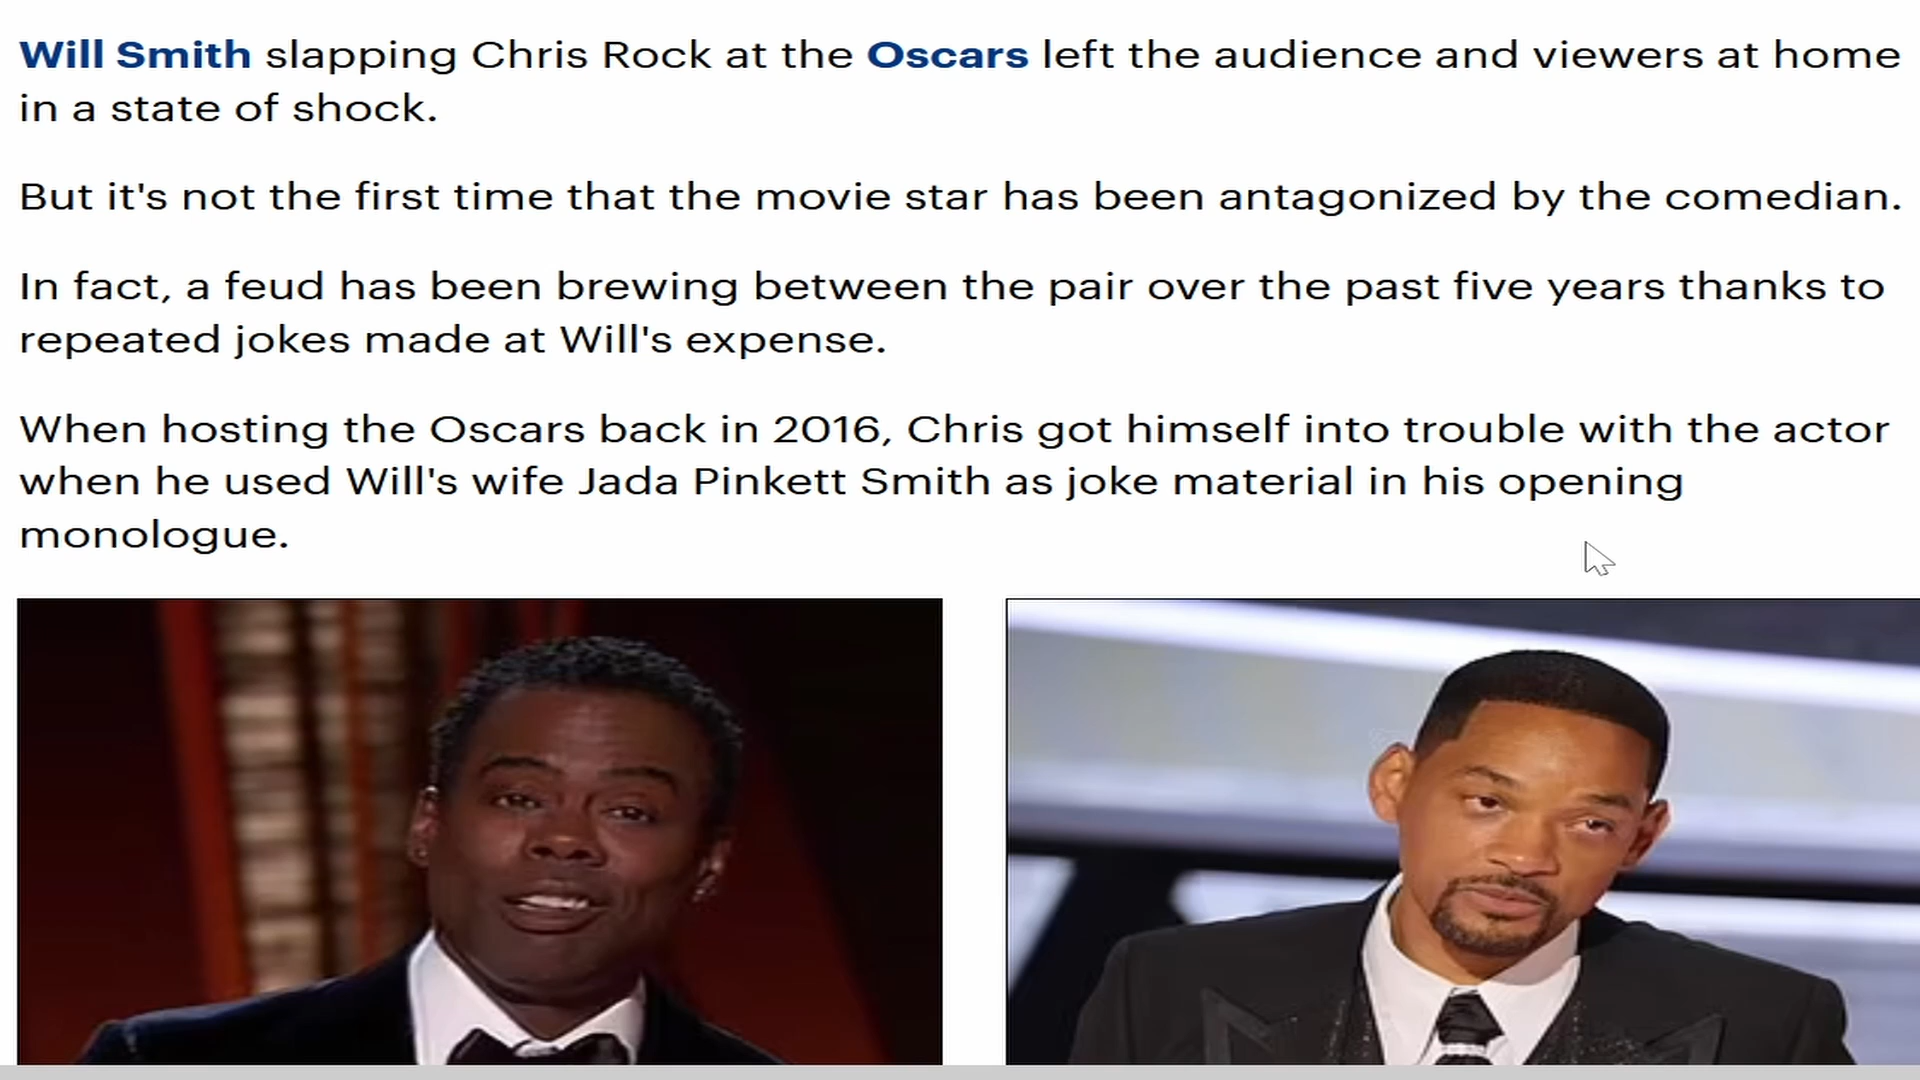 Will Smith slapping Chris Rock at the Oscars left the audience and viewers at home
in a state of shock.
But it's not the first time that the movie star has been antagonized by the comedian.
In fact, a feud has been brewing between the pair over the past five years thanks to
repeated jokes made at Will's expense.
When hosting the Oscars back in 2016, Chris got himself into trouble with the actor
when he used Will's wife Jada Pinkett Smith as joke material in his opening
monologue.